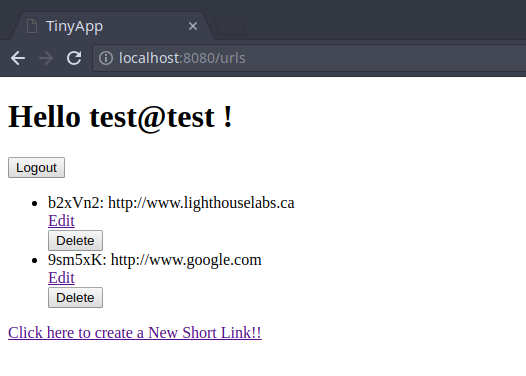 TinyApp
localhost:8080/urls
Hello test@test !
Logout
b2xVn2: http://www.lighthouselabs.ca
Edit
Delete
9sm5xK: http://www.google.com
Edit
Delete
Click here to create a New Short Link!!